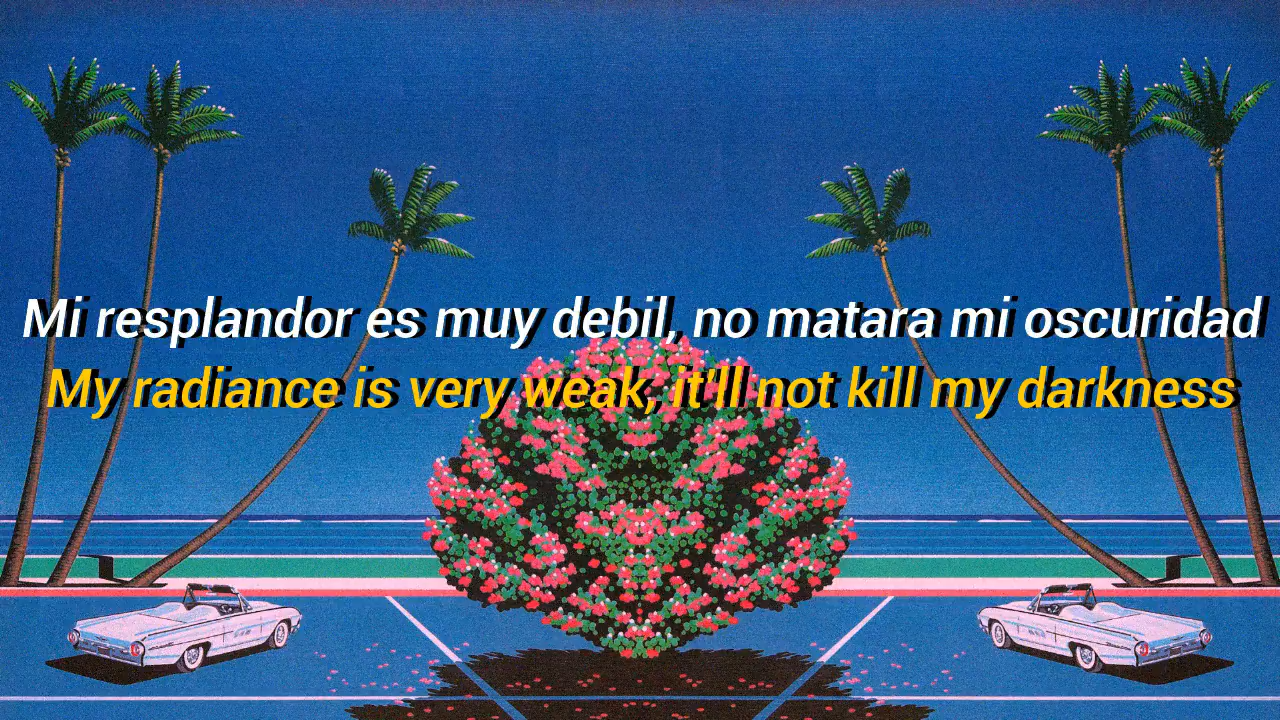 Mi resplandor es muy debil, no matara mi oscuridad
My radiance is very weak, it'll not kill my darkness